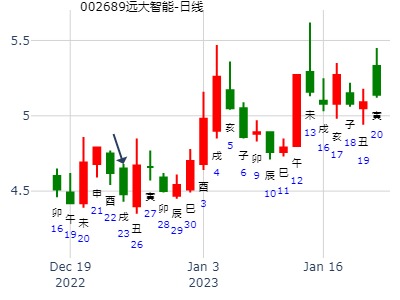 002689远大智能-日线
5.5
5
4.5
卯
16
午
19
未
20
申
21
酉
22
戌
23
丑
26
寅
27
卯
28
辰
29
巳
30
酉
3
戌
4
亥
5
子
6
卯
9
辰
10
巳
11
午
12
未
13
戌
16
亥
17
子
18
丑
19
寅
20
Dec 19
2022
Jan 3
2023
Jan 16